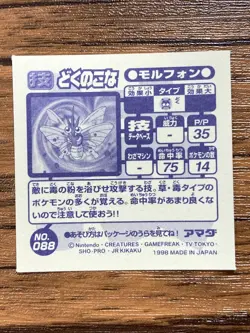 技 どくのこな ●モルフォン●
効果小 タイプ 効果大
技 データベース 威力 - P/P 35
わざマシン - 命中率 75 ポケモンの数 14
敵に毒の粉を浴びせ攻撃する技。草・毒タイプの
ポケモンの多くが覚える。命中率があまり良くな
いので注意して使おう!!
NO. 088
●あそび方はパッケージのうらを見てね! アマダ
©Nintendo・CREATURES・GAMEFREAK・TV TOKYO・
SHO-PRO・JR KIKAKU 1998 MADE IN JAPAN